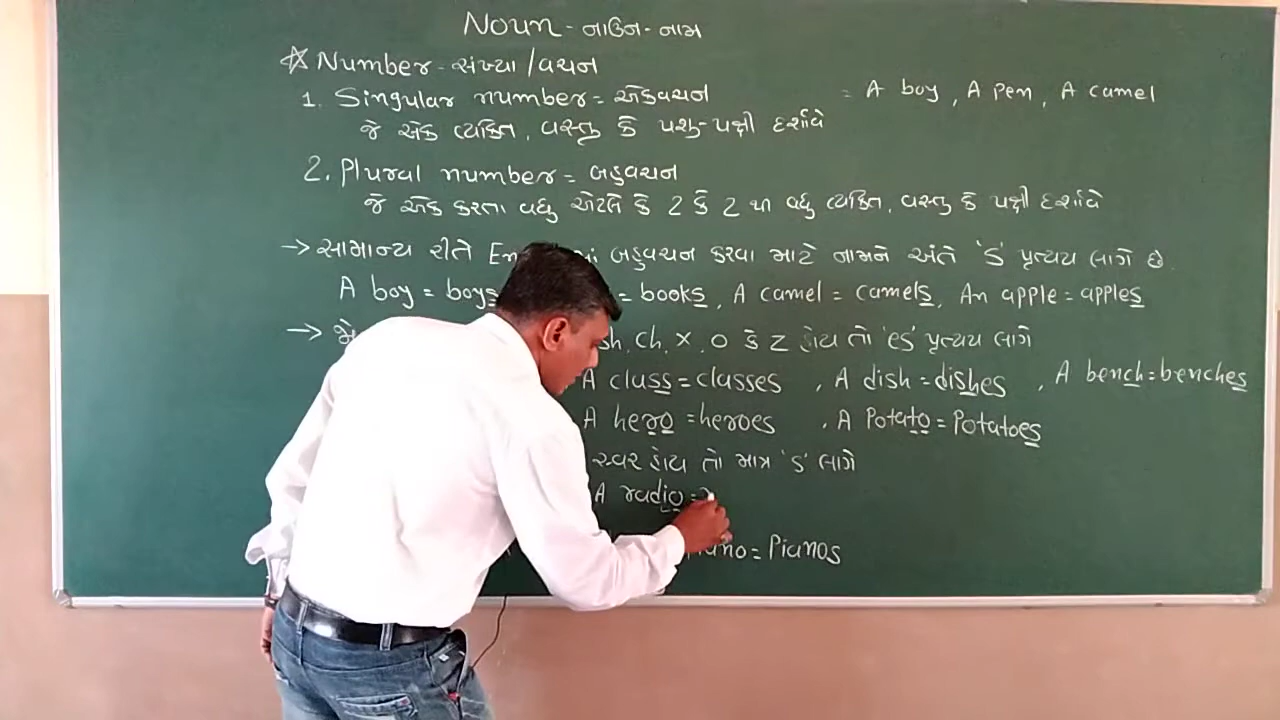 Noun - નાઉન - નામ
☆ Number - સંખ્યા / વચન
1. Singular number = એકવચન = A boy, A pen, A camel
જે એક વ્યક્તિ, વસ્તુ કે પશુ-પક્ષી દર્શાવે
2. Plural number = બહુવચન
જે એક કરતા વધુ એટલે કે 2 કે 2 થી વધુ વ્યક્તિ, વસ્તુ કે પક્ષી દર્શાવે
→ સામાન્ય રીતે બહુવચન કરવા માટે નામને અંતે 'S' પ્રત્યય લાગે છે.
A boy = boys = books, A camel = camels, An apple = apples
→ sh, ch, x, o કે z હોય તો 'es' પ્રત્યય લાગે
A class = classes, A dish = dishes, A bench = benches
A hero = heroes, A Potato = Potatoes
સ્વર હોય તો માત્ર 'S' લાગે
A radio =
= Pianos